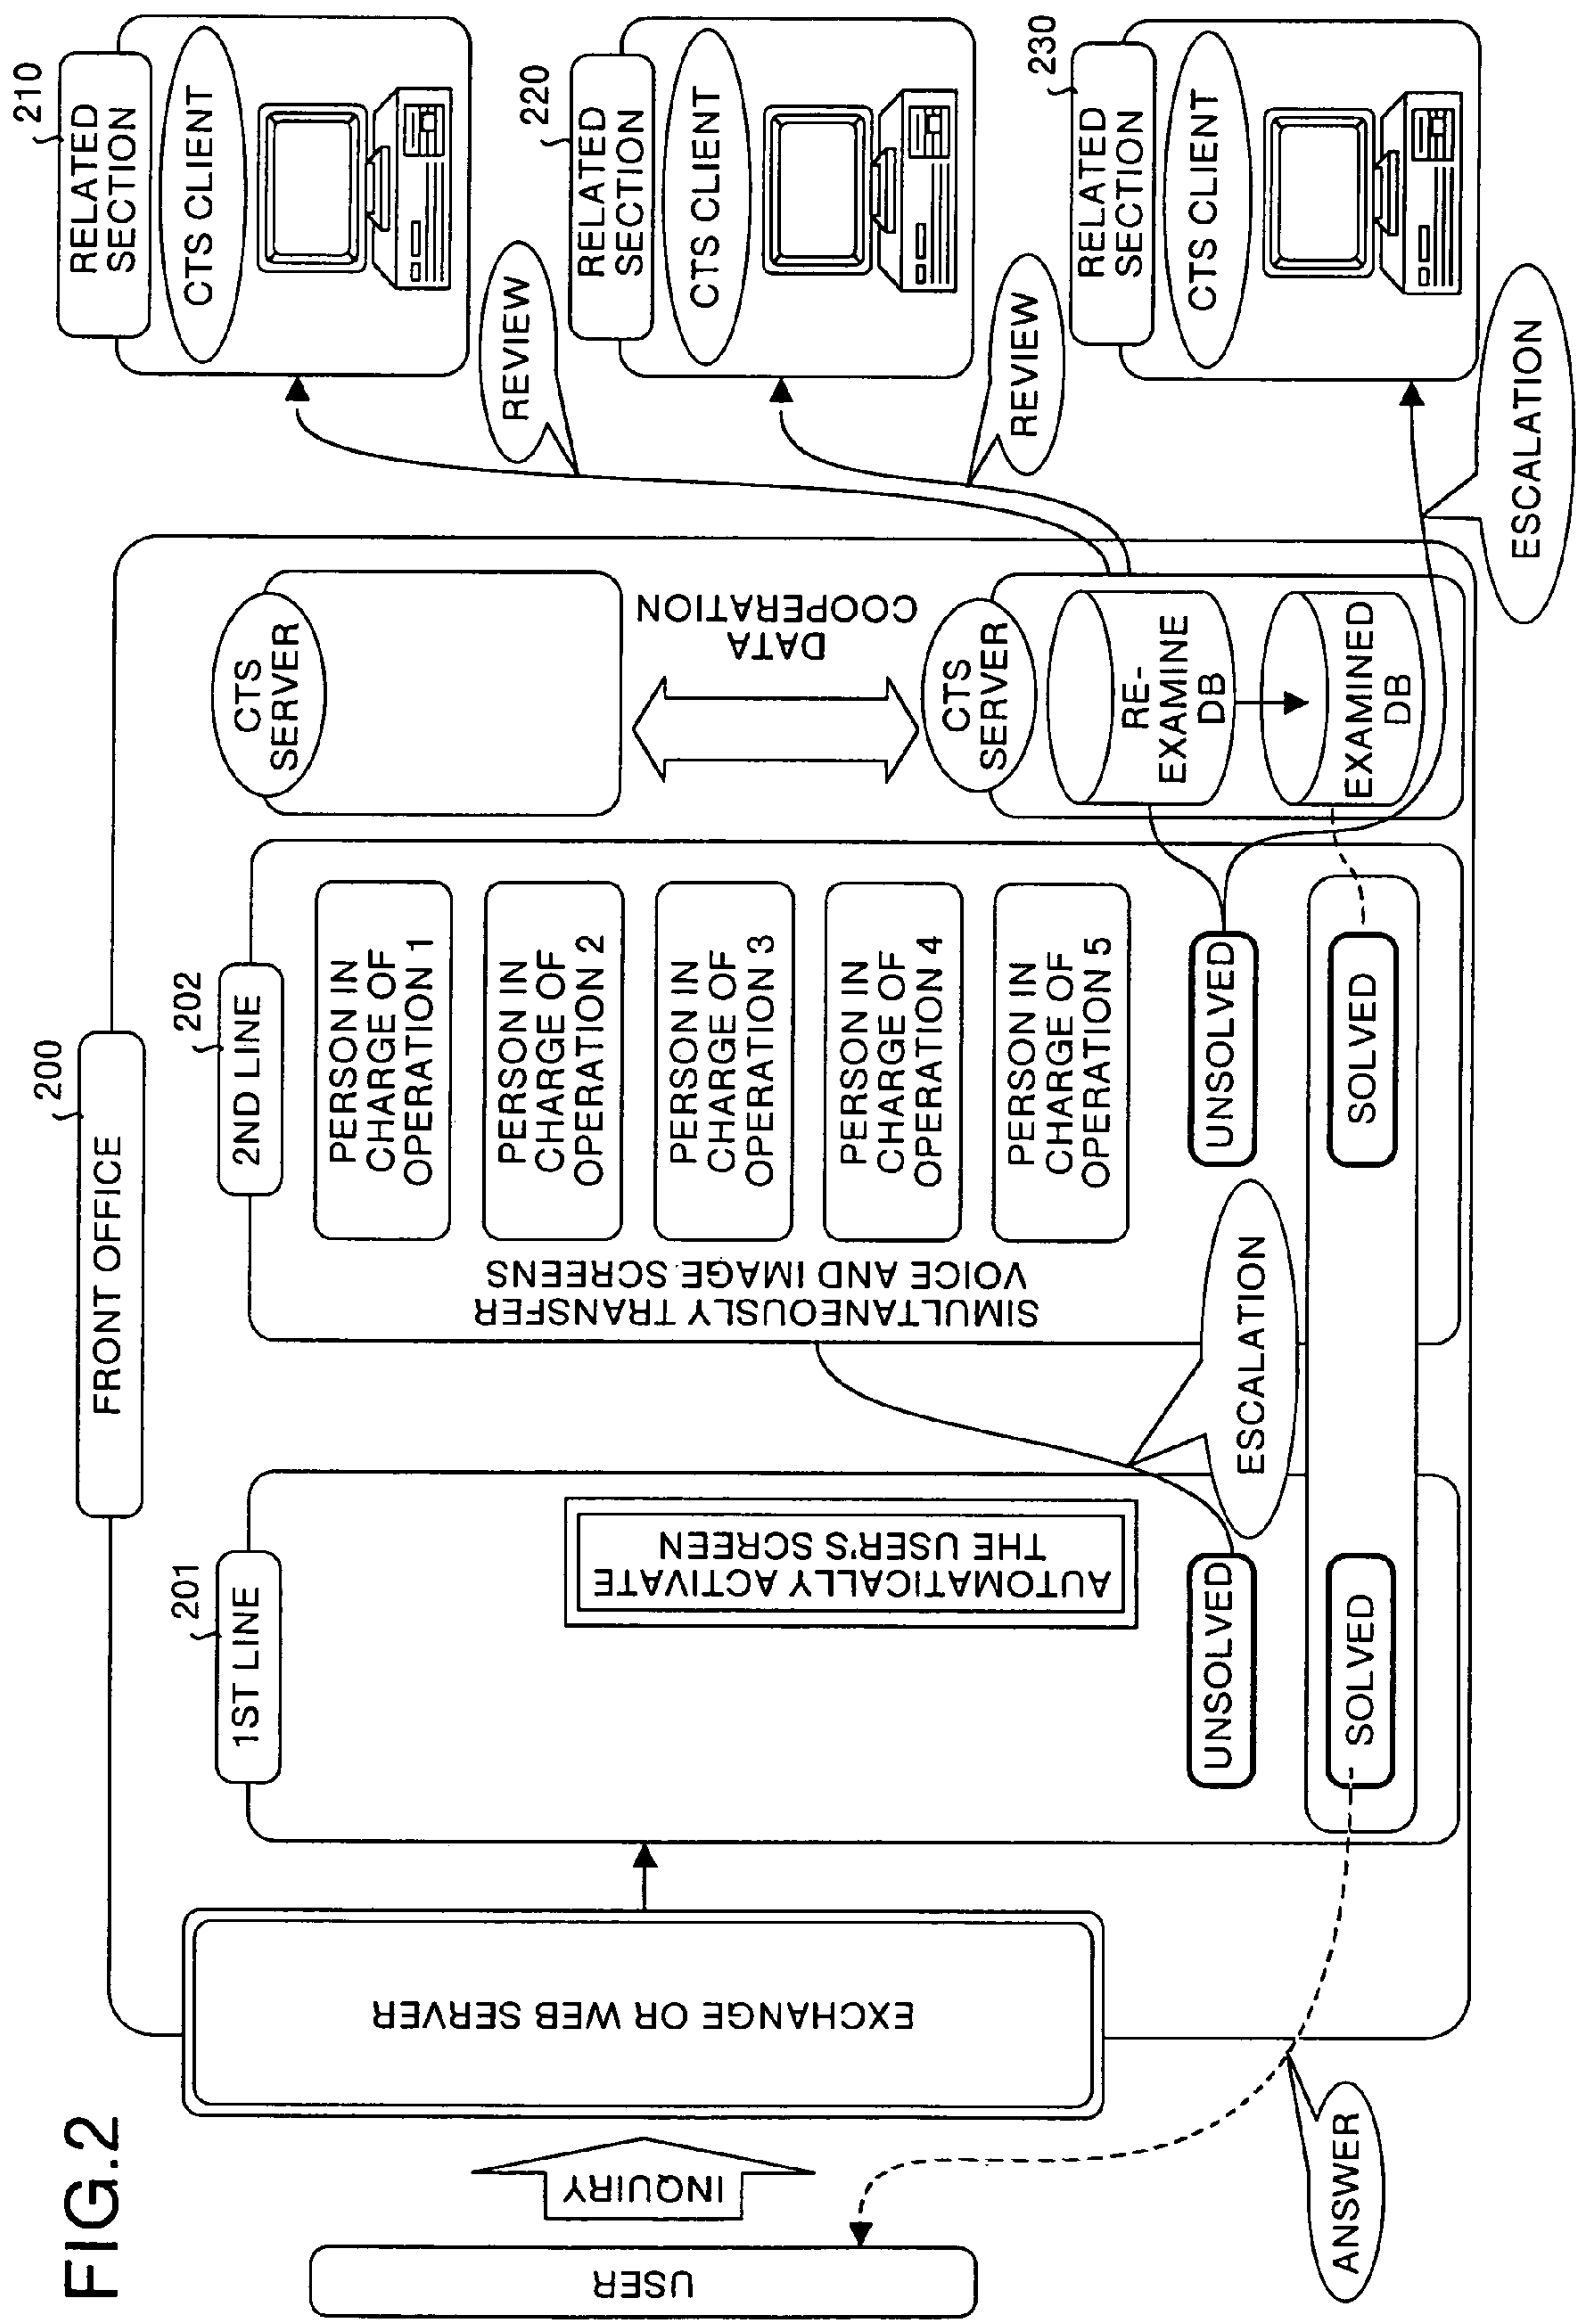 FIG.2
USER
INQUIRY
ANSWER
EXCHANGE OR WEB SERVER
200
FRONT OFFICE
201
1ST LINE
AUTOMATICALLY ACTIVATE
THE USER'S SCREEN
UNSOLVED
SOLVED
ESCALATION
202
2ND LINE
SIMULTANEOUSLY TRANSFER
VOICE AND IMAGE SCREENS
PERSON IN
CHARGE OF
OPERATION 1
PERSON IN
CHARGE OF
OPERATION 2
PERSON IN
CHARGE OF
OPERATION 3
PERSON IN
CHARGE OF
OPERATION 4
PERSON IN
CHARGE OF
OPERATION 5
UNSOLVED
SOLVED
CTS
SERVER
DATA
COOPERATION
CTS
SERVER
RE-
EXAMINE
DB
EXAMINED
DB
REVIEW
REVIEW
ESCALATION
210
RELATED
SECTION
CTS CLIENT
220
RELATED
SECTION
CTS CLIENT
230
RELATED
SECTION
CTS CLIENT